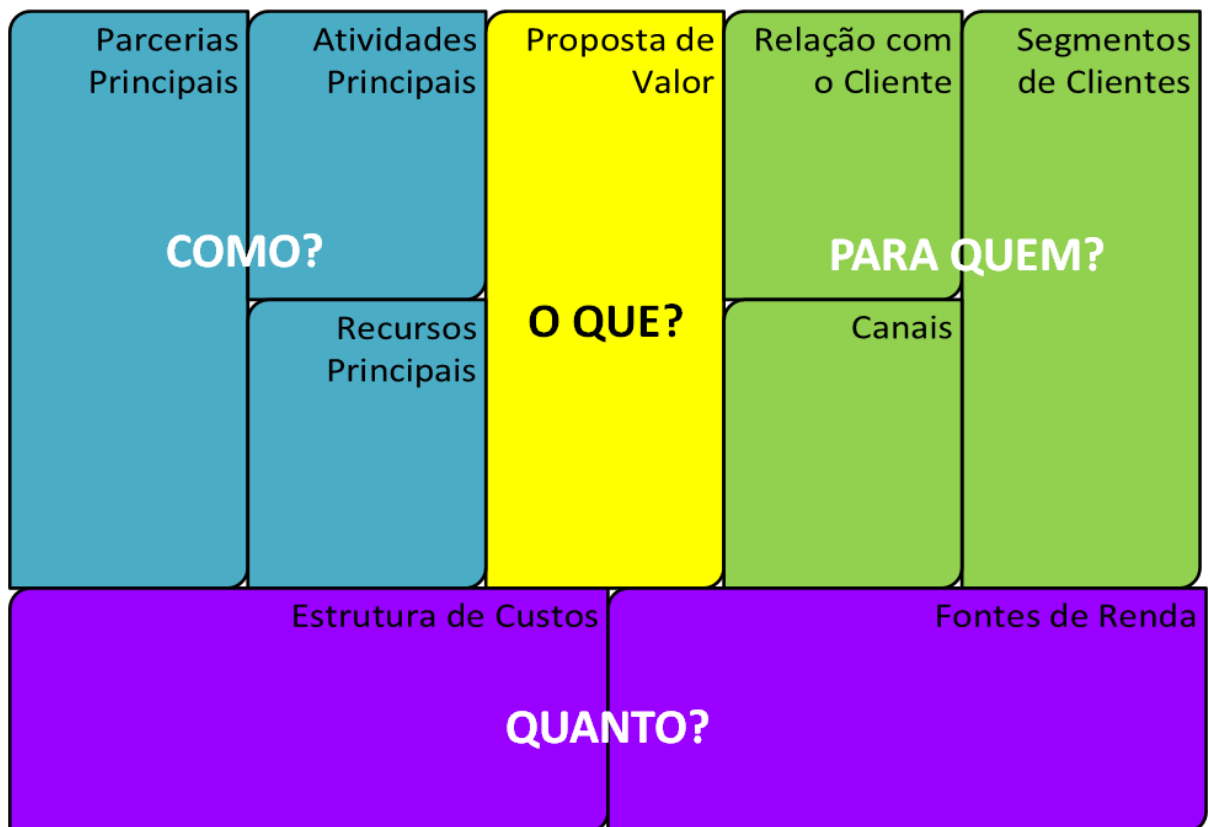 Parcerias
Principais
Atividades
Principais
COMO?
Recursos
Principais
Proposta de
Valor
O QUE?
Relação com
o Cliente
Segmentos
de Clientes
PARA QUEM?
Canais
Estrutura de Custos
Fontes de Renda
QUANTO?